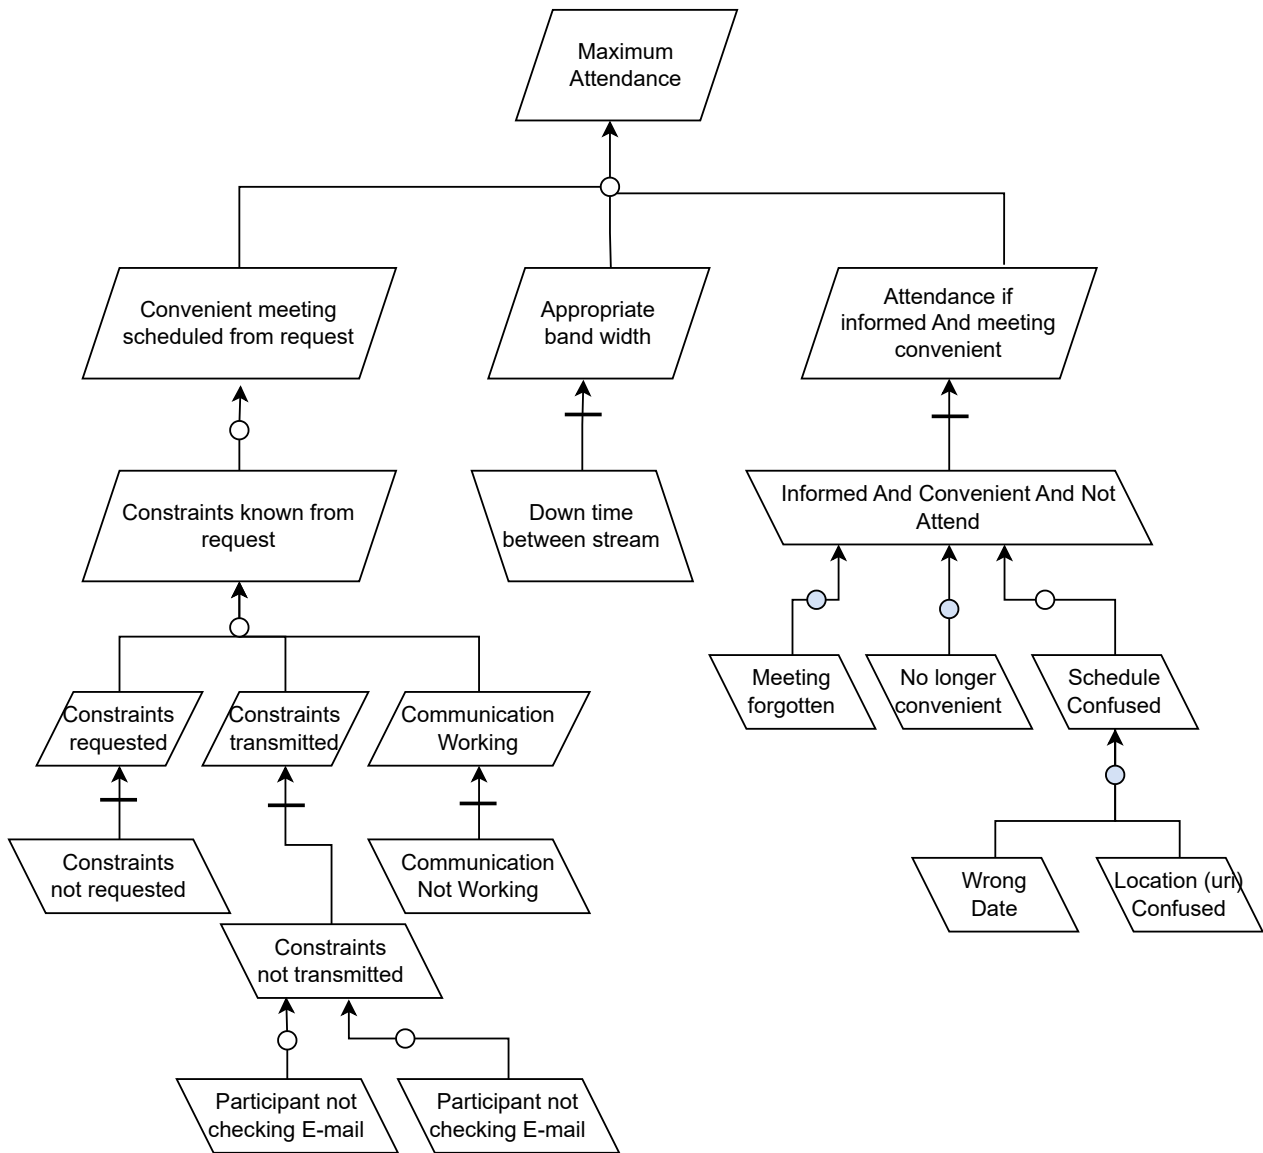 Maximum
Attendance
Convenient meeting
scheduled from request
Appropriate
band width
Attendance if
informed And meeting
convenient
Constraints known from
request
Down time
between stream
Informed And Convenient And Not
Attend
Meeting
forgotten
No longer
convenient
Schedule
Confused
Constraints
requested
Constraints
transmitted
Communication
Working
Constraints
not requested
Communication
Not Working
Wrong
Date
Location (url)
Confused
Constraints
not transmitted
Participant not
checking E-mail
Participant not
checking E-mail